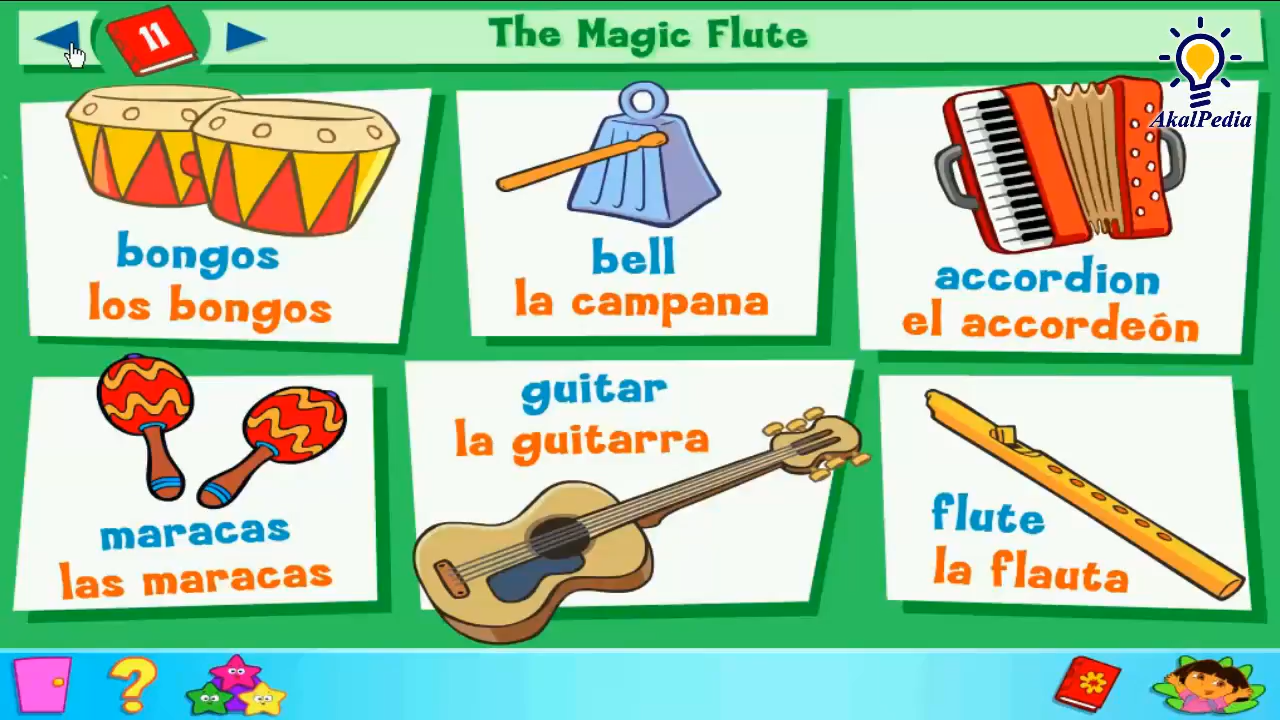 11
The Magic Flute
AkalPedia
bongos
los bongos
bell
la campana
accordion
el accordeón
maracas
las maracas
guitar
la guitarra
flute
la flauta
?